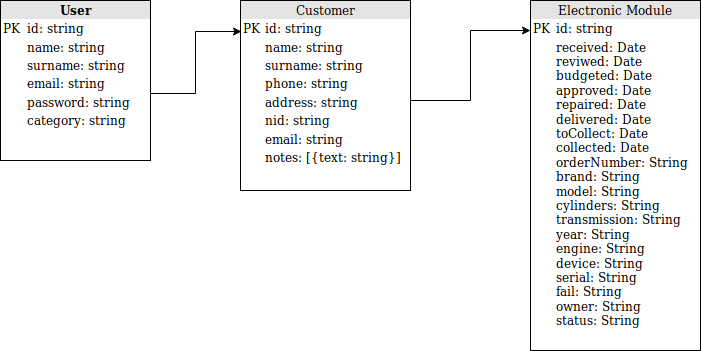 User
PK id: string
name: string
surname: string
email: string
password: string
category: string
Customer
PK id: string
name: string
surname: string
phone: string
address: string
nid: string
email: string
notes: [{text: string}]
Electronic Module
PK id: string
received: Date
reviwed: Date
budgeted: Date
approved: Date
repaired: Date
delivered: Date
toCollect: Date
collected: Date
orderNumber: String
brand: String
model: String
cylinders: String
transmission: String
year: String
engine: String
device: String
serial: String
fail: String
owner: String
status: String